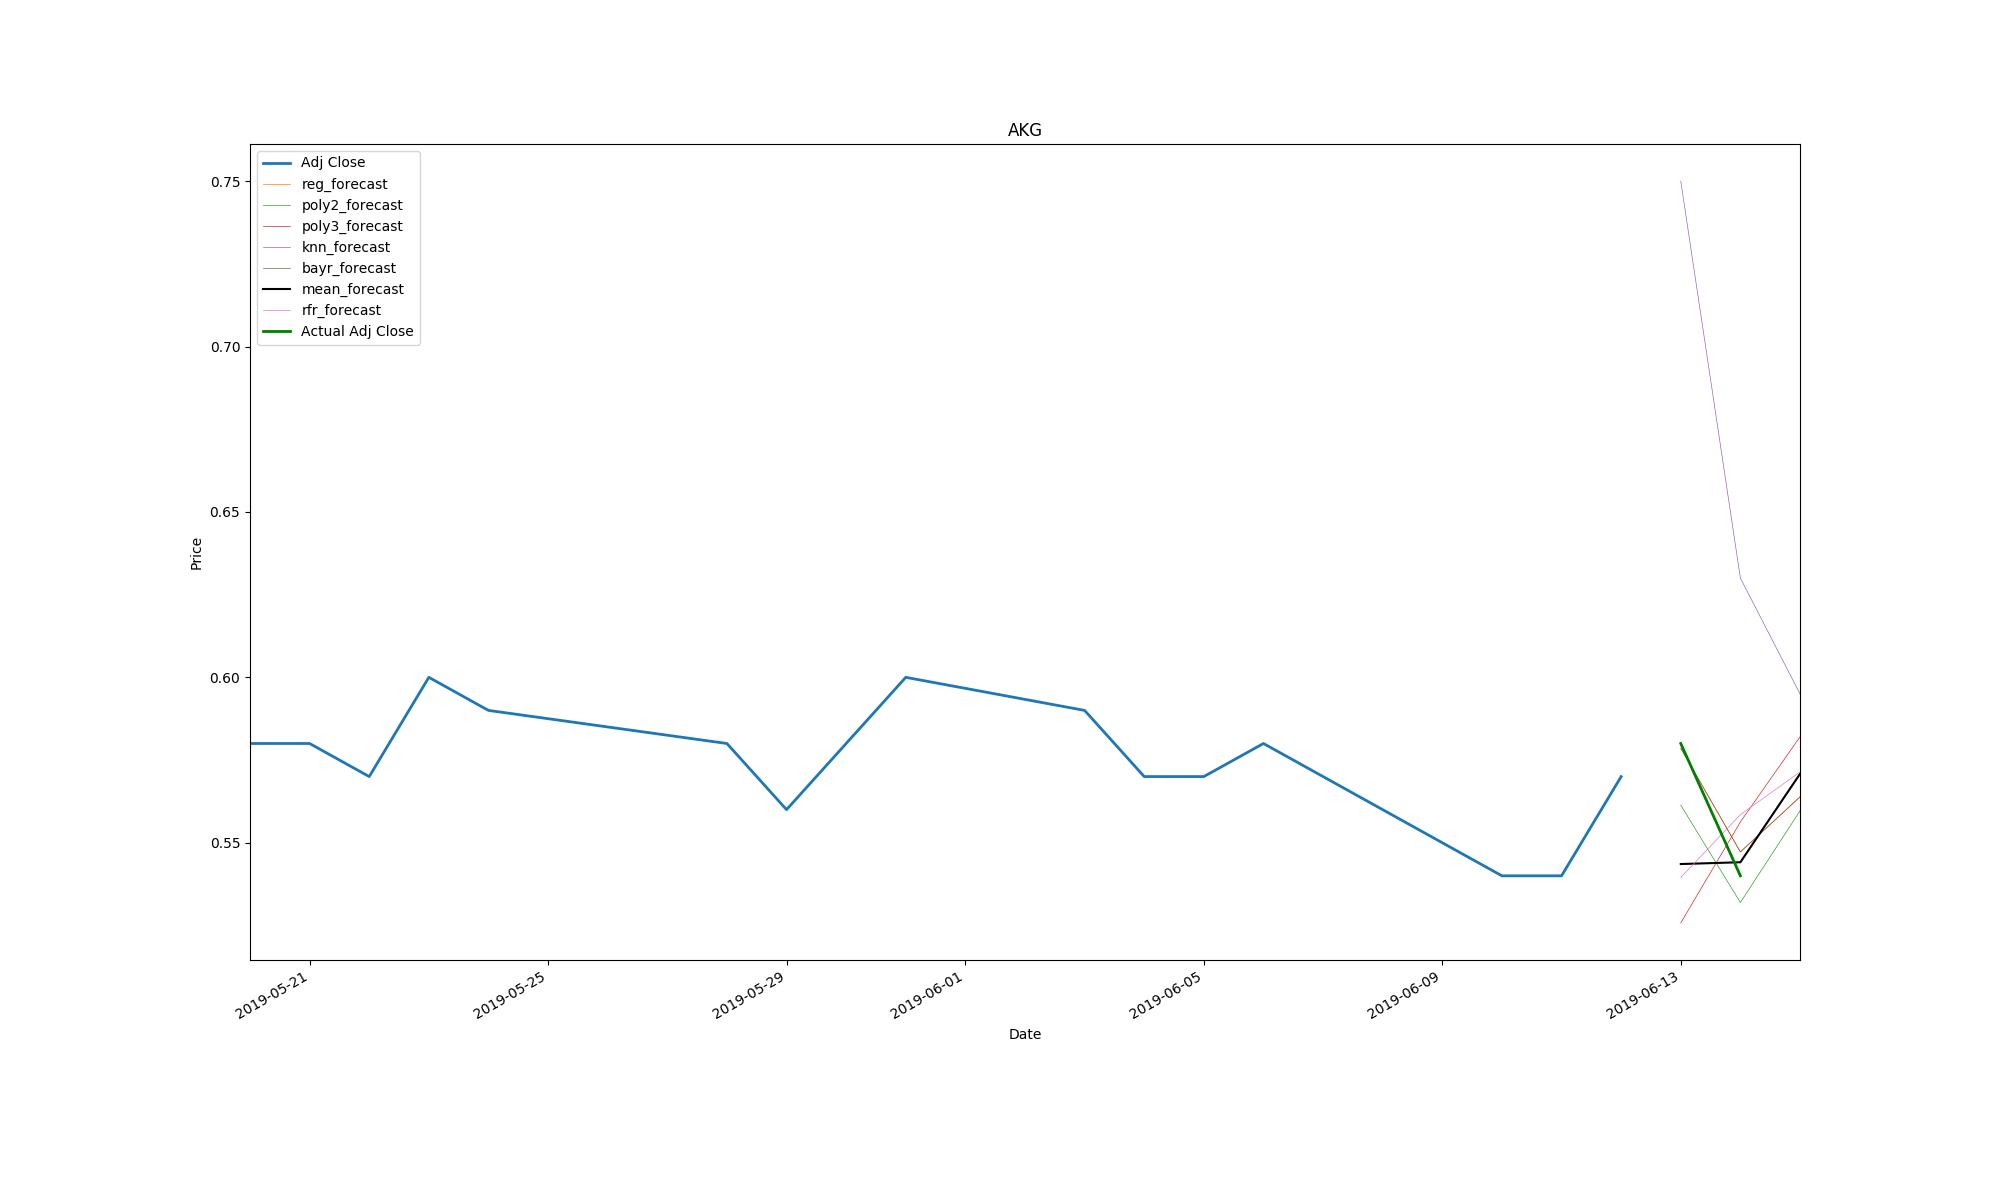 AKG
Adj Close
reg_forecast
poly2_forecast
poly3_forecast
knn_forecast
bayr_forecast
mean_forecast
rfr_forecast
Actual Adj Close
0.75
0.70
0.65
0.60
0.55
Price
2019-05-21
2019-05-25
2019-05-29
2019-06-01
2019-06-05
2019-06-09
2019-06-13
Date